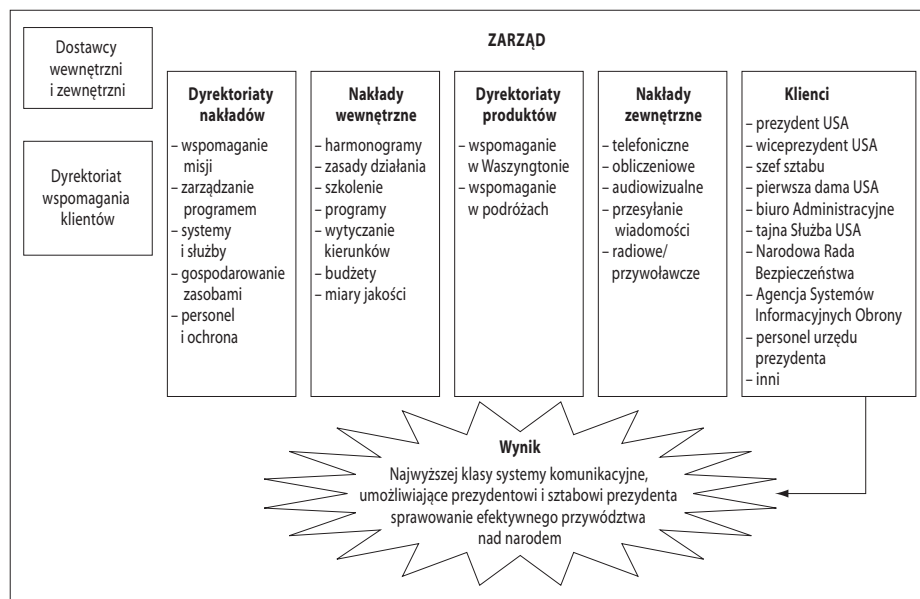 ZARZĄD
Dostawcy
wewnętrzni
i zewnętrzni
Dyrektoriat
wspomagania
klientów
Dyrektoriaty
nakładów
– wspomaganie
misji
– zarządzanie
programem
– systemy
i służby
– gospodarowanie
zasobami
– personel
i ochrona
Nakłady
wewnętrzne
– harmonogramy
– zasady działania
– szkolenie
– programy
– wytyczanie
kierunków
– budżety
– miary jakości
Dyrektoriaty
produktów
– wspomaganie
w Waszyngtonie
– wspomaganie
w podróżach
Nakłady
zewnętrzne
– telefoniczne
– obliczeniowe
– audiowizualne
– przesyłanie
wiadomości
– radiowe/
przywoławcze
Klienci
– prezydent USA
– wiceprezydent USA
– szef sztabu
– pierwsza dama USA
– biuro Administracyjne
– tajna Służba USA
– Narodowa Rada
Bezpieczeństwa
– Agencja Systemów
Informacyjnych Obrony
– personel urzędu
prezydenta
– inni
Wynik
Najwyższej klasy systemy komunikacyjne,
umożliwiające prezydentowi i sztabowi prezydenta
sprawowanie efektywnego przywództwa
nad narodem